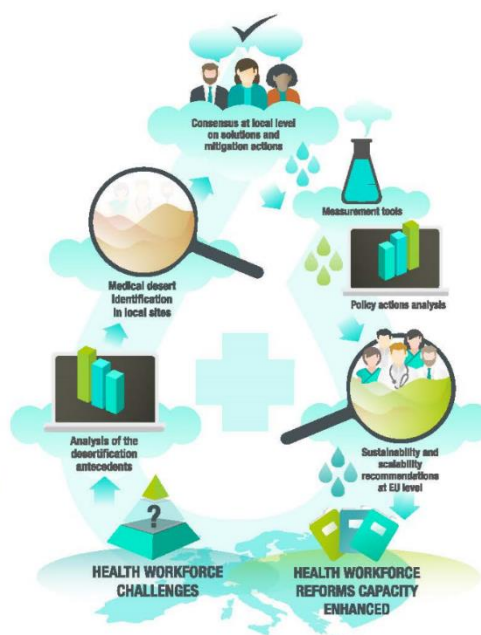 Consensus at local level
on solutions and
mitigation actions
Measurement tools
Medical desert
Identification
in local sites
Policy actions analysis
Analysis of the
desertification
antecedents
Sustainability and
scalability
recommendations
at EU level
?
HEALTH WORKFORCE
CHALLENGES
HEALTH WORKFORCE
REFORMS CAPACITY
ENHANCED